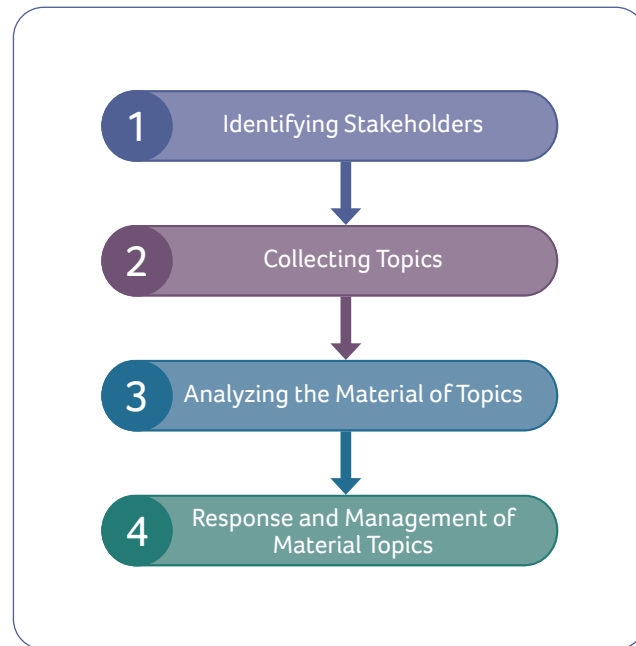 1
Identifying Stakeholders
2
Collecting Topics
3
Analyzing the Material of Topics
4
Response and Management of
Material Topics